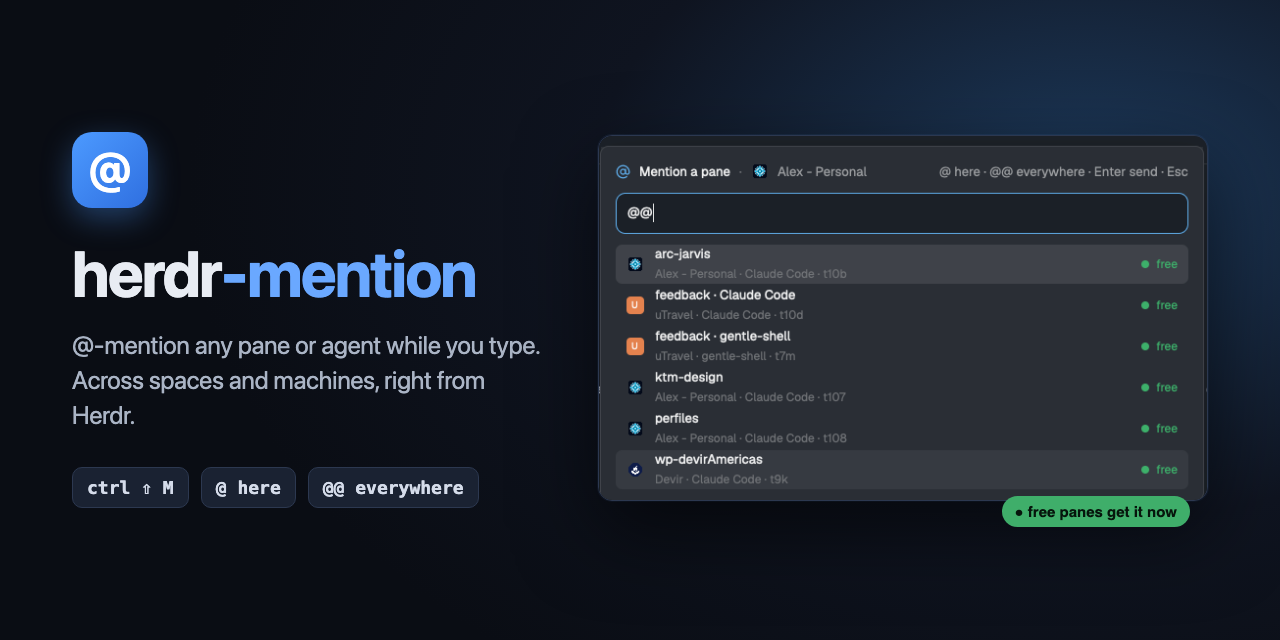 @
herdr-mention
@-mention any pane or agent while you type.
Across spaces and machines, right from
Herdr.
ctrl ⇧ M
@ here
@@ everywhere
@ Mention a pane · Alex - Personal
@ here · @@ everywhere · Enter send · Esc
@@
arc-jarvis
Alex - Personal · Claude Code · t10b
free
feedback · Claude Code
uTravel · Claude Code · t10d
U
free
feedback · gentle-shell
uTravel · gentle-shell · t7m
U
free
ktm-design
Alex - Personal · Claude Code · t107
free
perfiles
Alex - Personal · Claude Code · t108
free
wp-devirAmericas
Devir · Claude Code · t9k
free
● free panes get it now